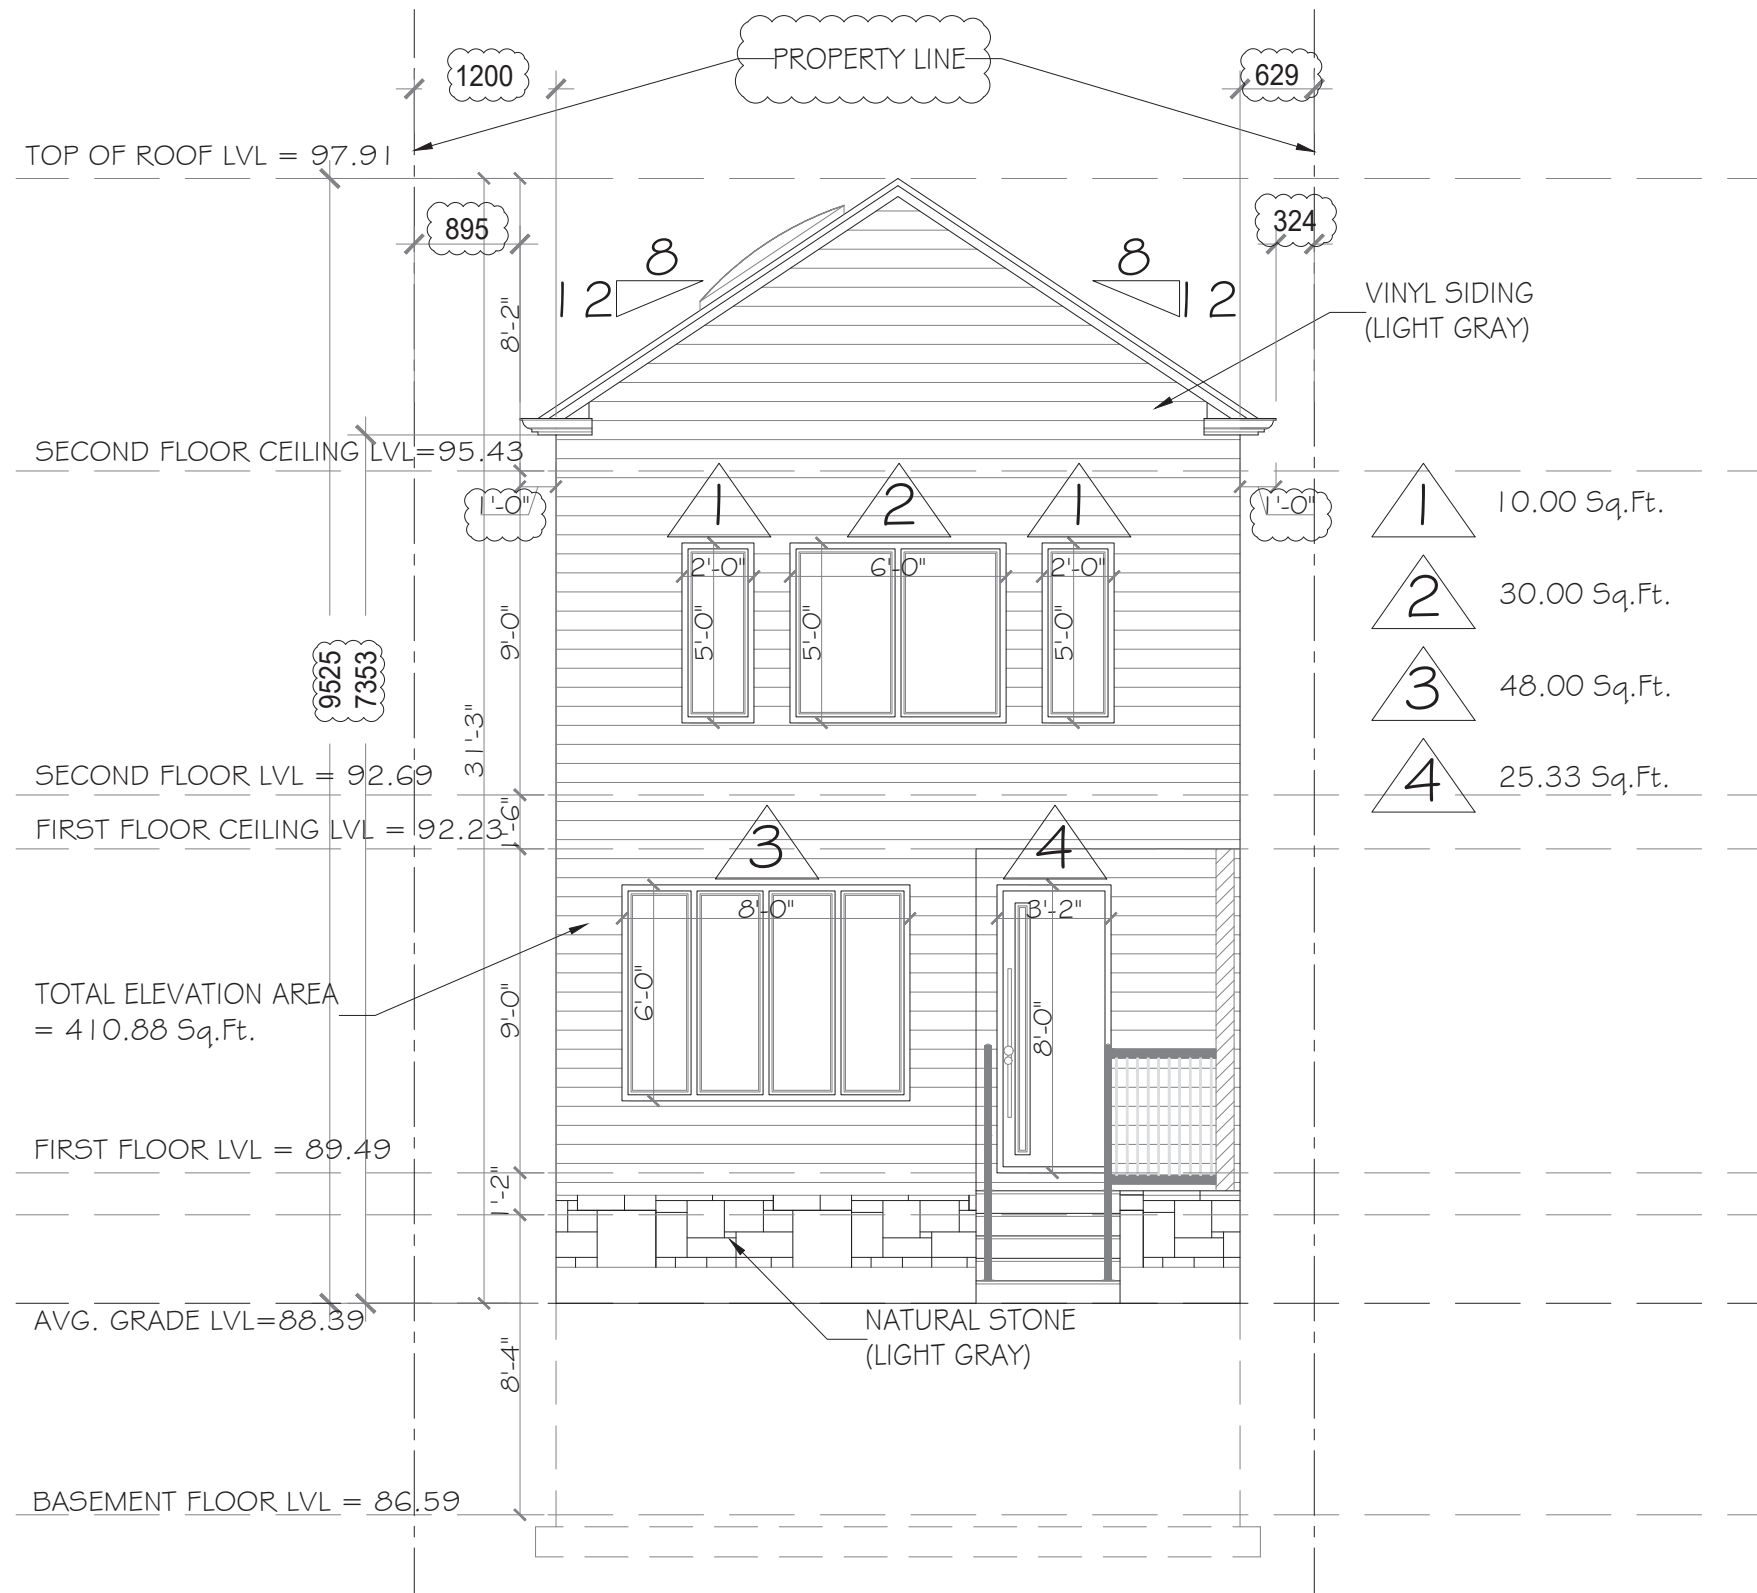 PROPERTY LINE
1200
629
TOP OF ROOF LVL = 97.91
895
324
8
12
8
12
VINYL SIDING
(LIGHT GRAY)
8'-2"
SECOND FLOOR CEILING LVL=95.43
1'-0"
1'-0"
1
2
1
1
10.00 Sq.Ft.
2'-0"
6'-0"
2'-0"
2
30.00 Sq.Ft.
5'-0"
5'-0"
5'-0"
9'-0"
9525
7353
3
48.00 Sq.Ft.
31'-3"
SECOND FLOOR LVL = 92.69
4
25.33 Sq.Ft.
FIRST FLOOR CEILING LVL = 92.23
1'-6"
3
4
8'-0"
3'-2"
6'-0"
8'-0"
9'-0"
TOTAL ELEVATION AREA
= 410.88 Sq.Ft.
FIRST FLOOR LVL = 89.49
1'-2"
AVG. GRADE LVL=88.39
NATURAL STONE
(LIGHT GRAY)
8'-4"
BASEMENT FLOOR LVL = 86.59